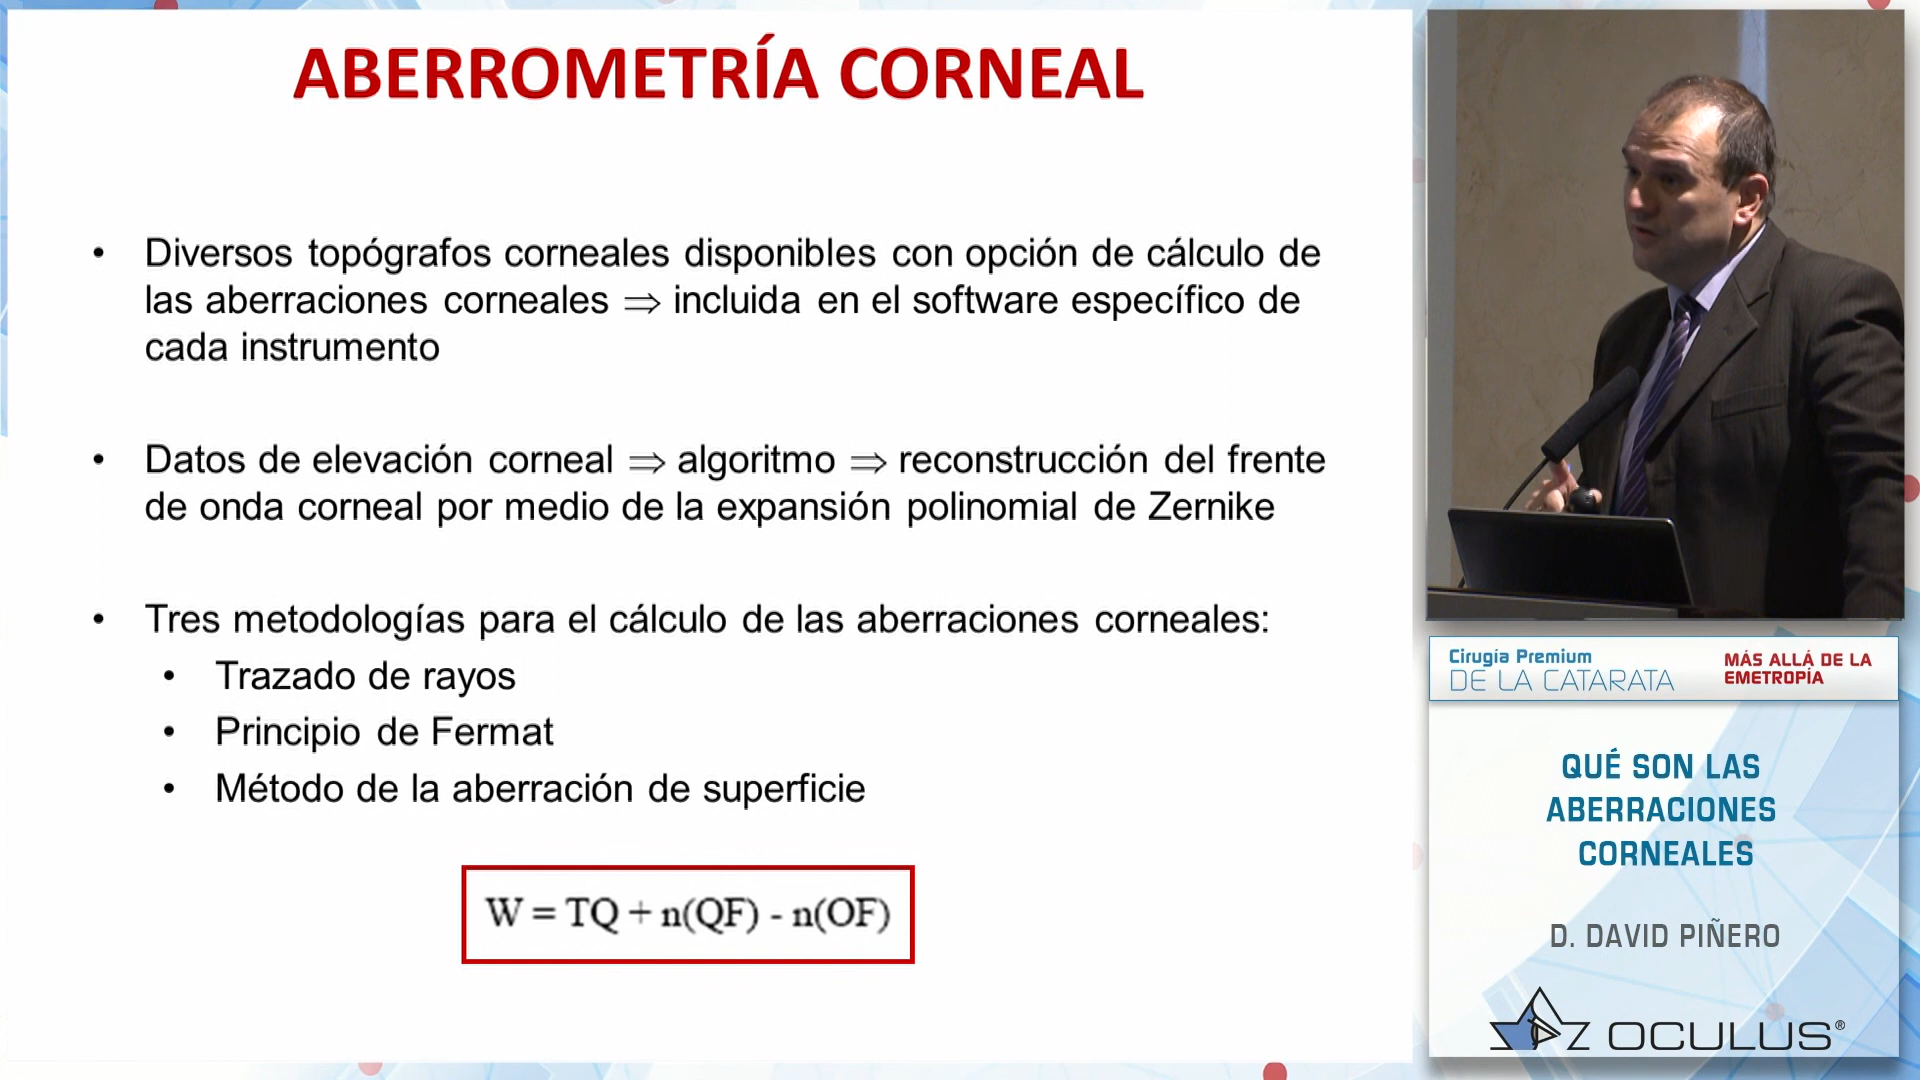 ABERROMETRÍA CORNEAL
• Diversos topógrafos corneales disponibles con opción de cálculo de
las aberraciones corneales ⇒ incluida en el software específico de
cada instrumento
• Datos de elevación corneal ⇒ algoritmo ⇒ reconstrucción del frente
de onda corneal por medio de la expansión polinomial de Zernike
• Tres metodologías para el cálculo de las aberraciones corneales:
• Trazado de rayos
• Principio de Fermat
• Método de la aberración de superficie
W = TQ + n(QF) - n(OF)
Cirugía Premium
DE LA CATARATA
MÁS ALLÁ DE LA
EMETROPÍA
QUÉ SON LAS
ABERRACIONES
CORNEALES
D. DAVID PIÑERO
OCULUS®